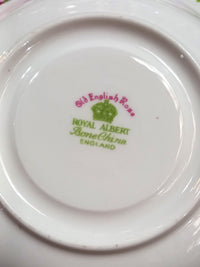 Old English Rose
ROYAL ALBERT
Bone China
ENGLAND